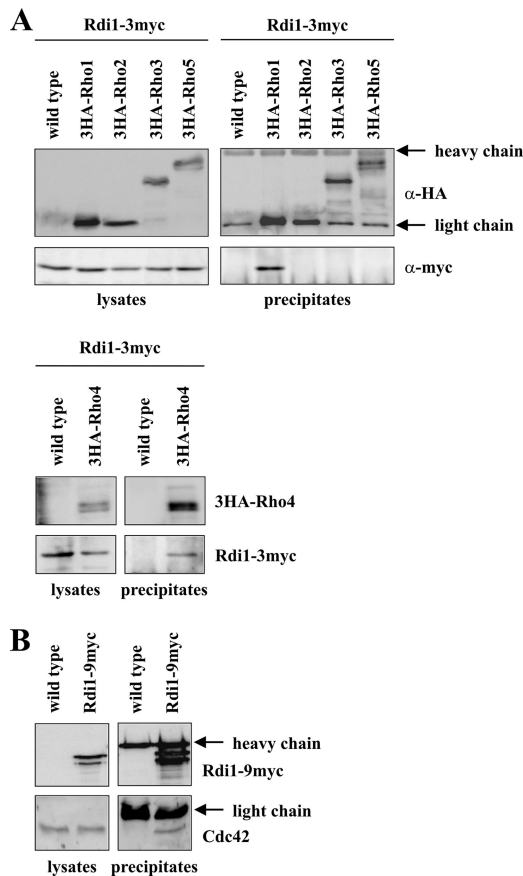 A
Rdi1-3myc
Rdi1-3myc
wild type
3HA-Rho1
3HA-Rho2
3HA-Rho3
3HA-Rho5
wild type
3HA-Rho1
3HA-Rho2
3HA-Rho3
3HA-Rho5
heavy chain
α-HA
light chain
α-myc
lysates
precipitates
Rdi1-3myc
wild type
3HA-Rho4
wild type
3HA-Rho4
3HA-Rho4
Rdi1-3myc
lysates
precipitates
B
wild type
Rdi1-9myc
wild type
Rdi1-9myc
heavy chain
Rdi1-9myc
light chain
Cdc42
lysates
precipitates